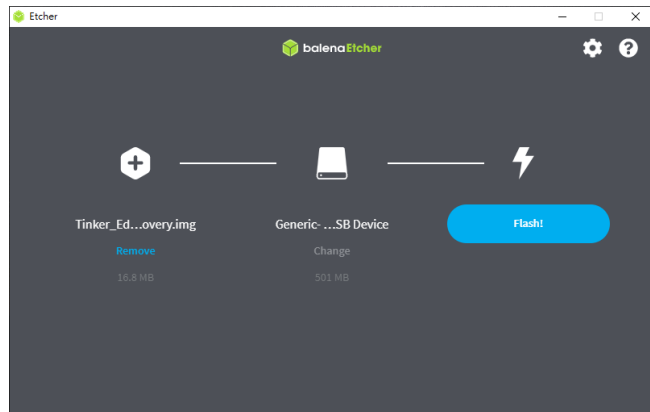 Etcher
balenaEtcher
Tinker_Ed...overy.img
Generic- ...SB Device
Flash!
Remove
Change
16.8 MB
501 MB